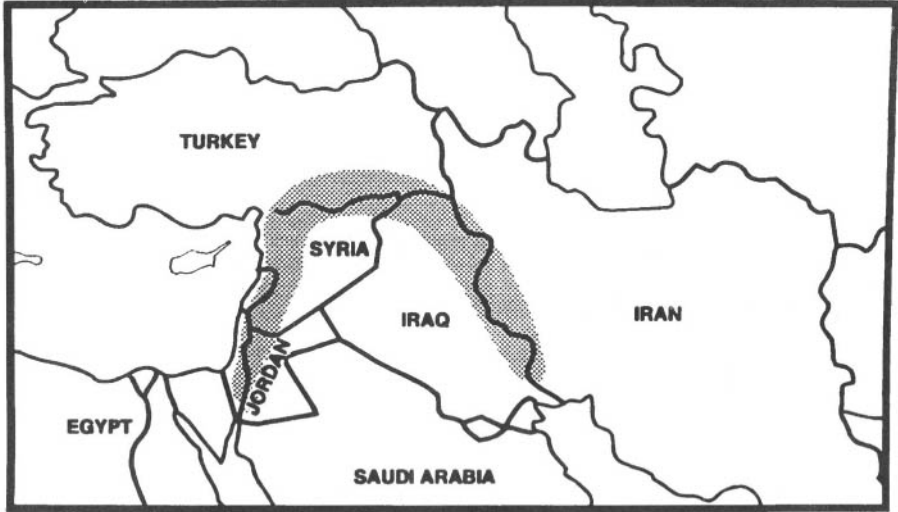 TURKEY
SYRIA
IRAQ
IRAN
JORDAN
EGYPT
SAUDI ARABIA